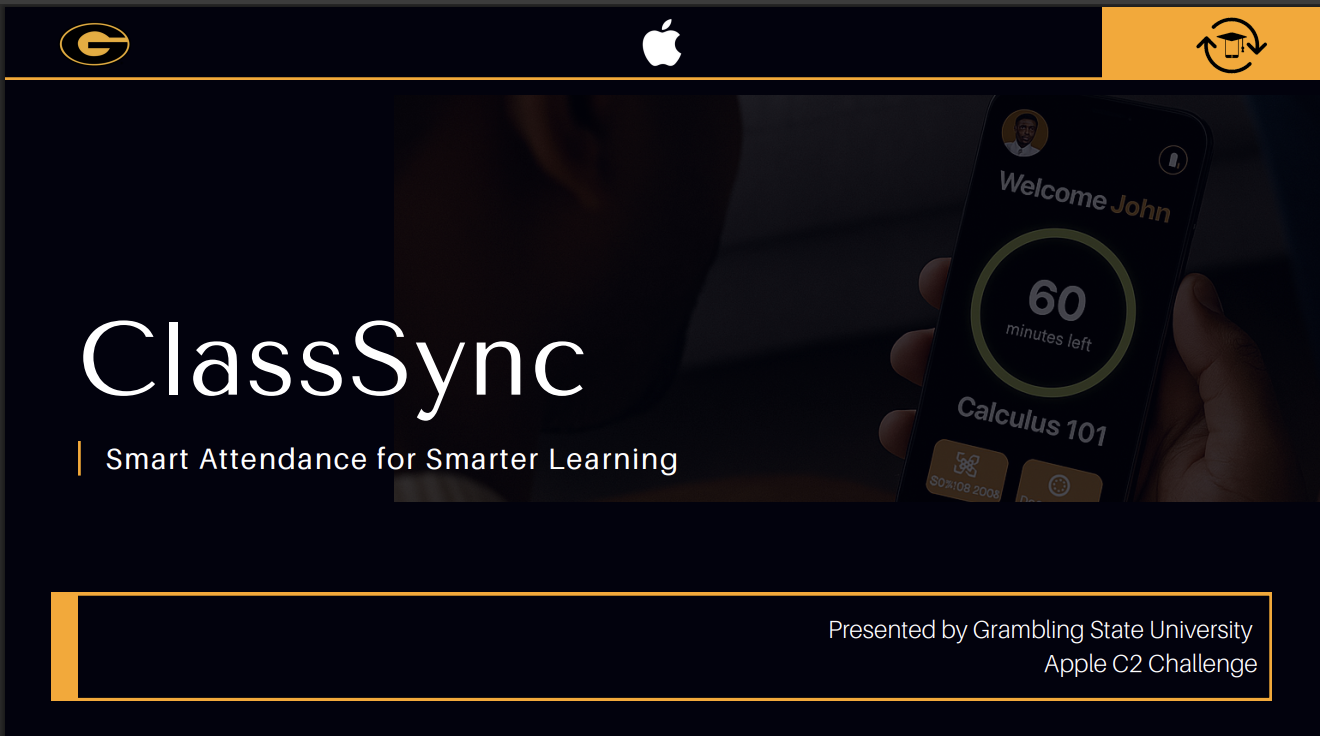 G
Welcome John
60
minutes left
Calculus 101
ClassSync
Smart Attendance for Smarter Learning
Presented by Grambling State University
Apple C2 Challenge